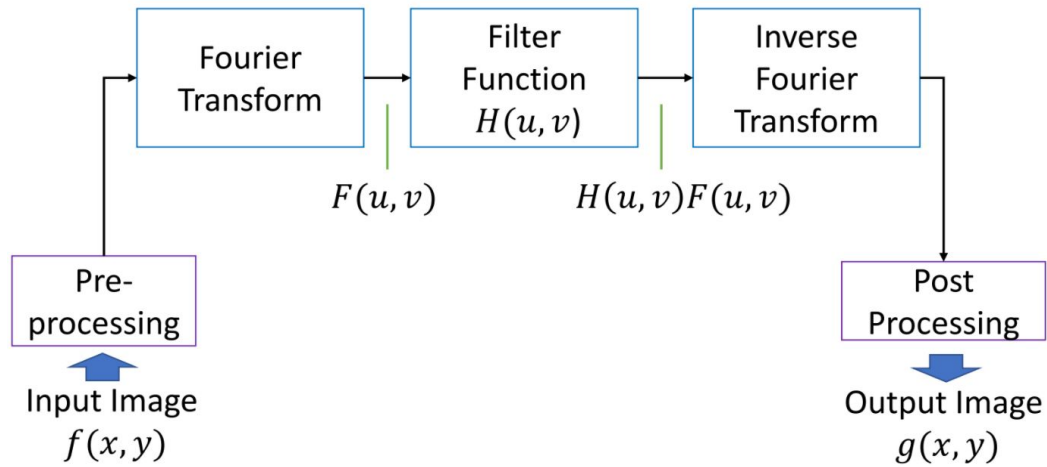 Fourier
Transform
Filter
Function
H(u, v)
Inverse
Fourier
Transform
F(u, v)
H(u, v)F(u, v)
Pre-
processing
Post
Processing
Input Image
f(x, y)
Output Image
g(x, y)